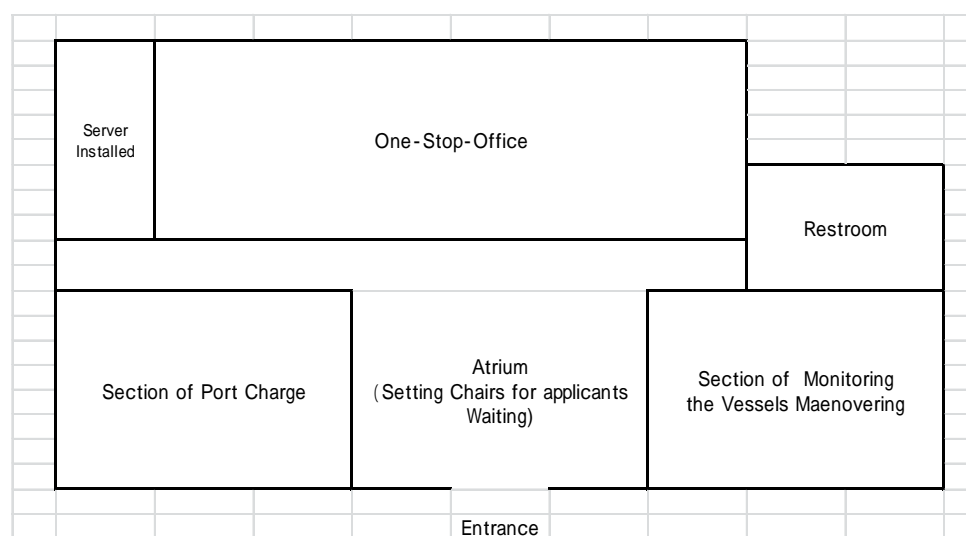 Server
Installed
One-Stop-Office
Restroom
Section of Port Charge
Atrium
(Setting Chairs for applicants
Waiting)
Section of Monitoring
the Vessels Maenovering
Entrance